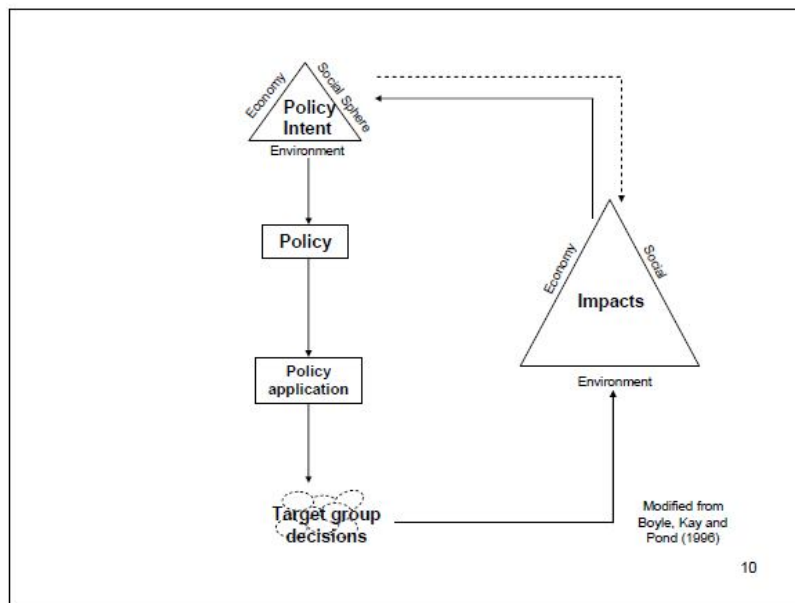 Economy
Social Sphere
Policy
Intent
Environment
Policy
Policy
application
Target group
decisions
Economy
Social
Impacts
Environment
Modified from
Boyle, Kay and
Pond (1996)
10